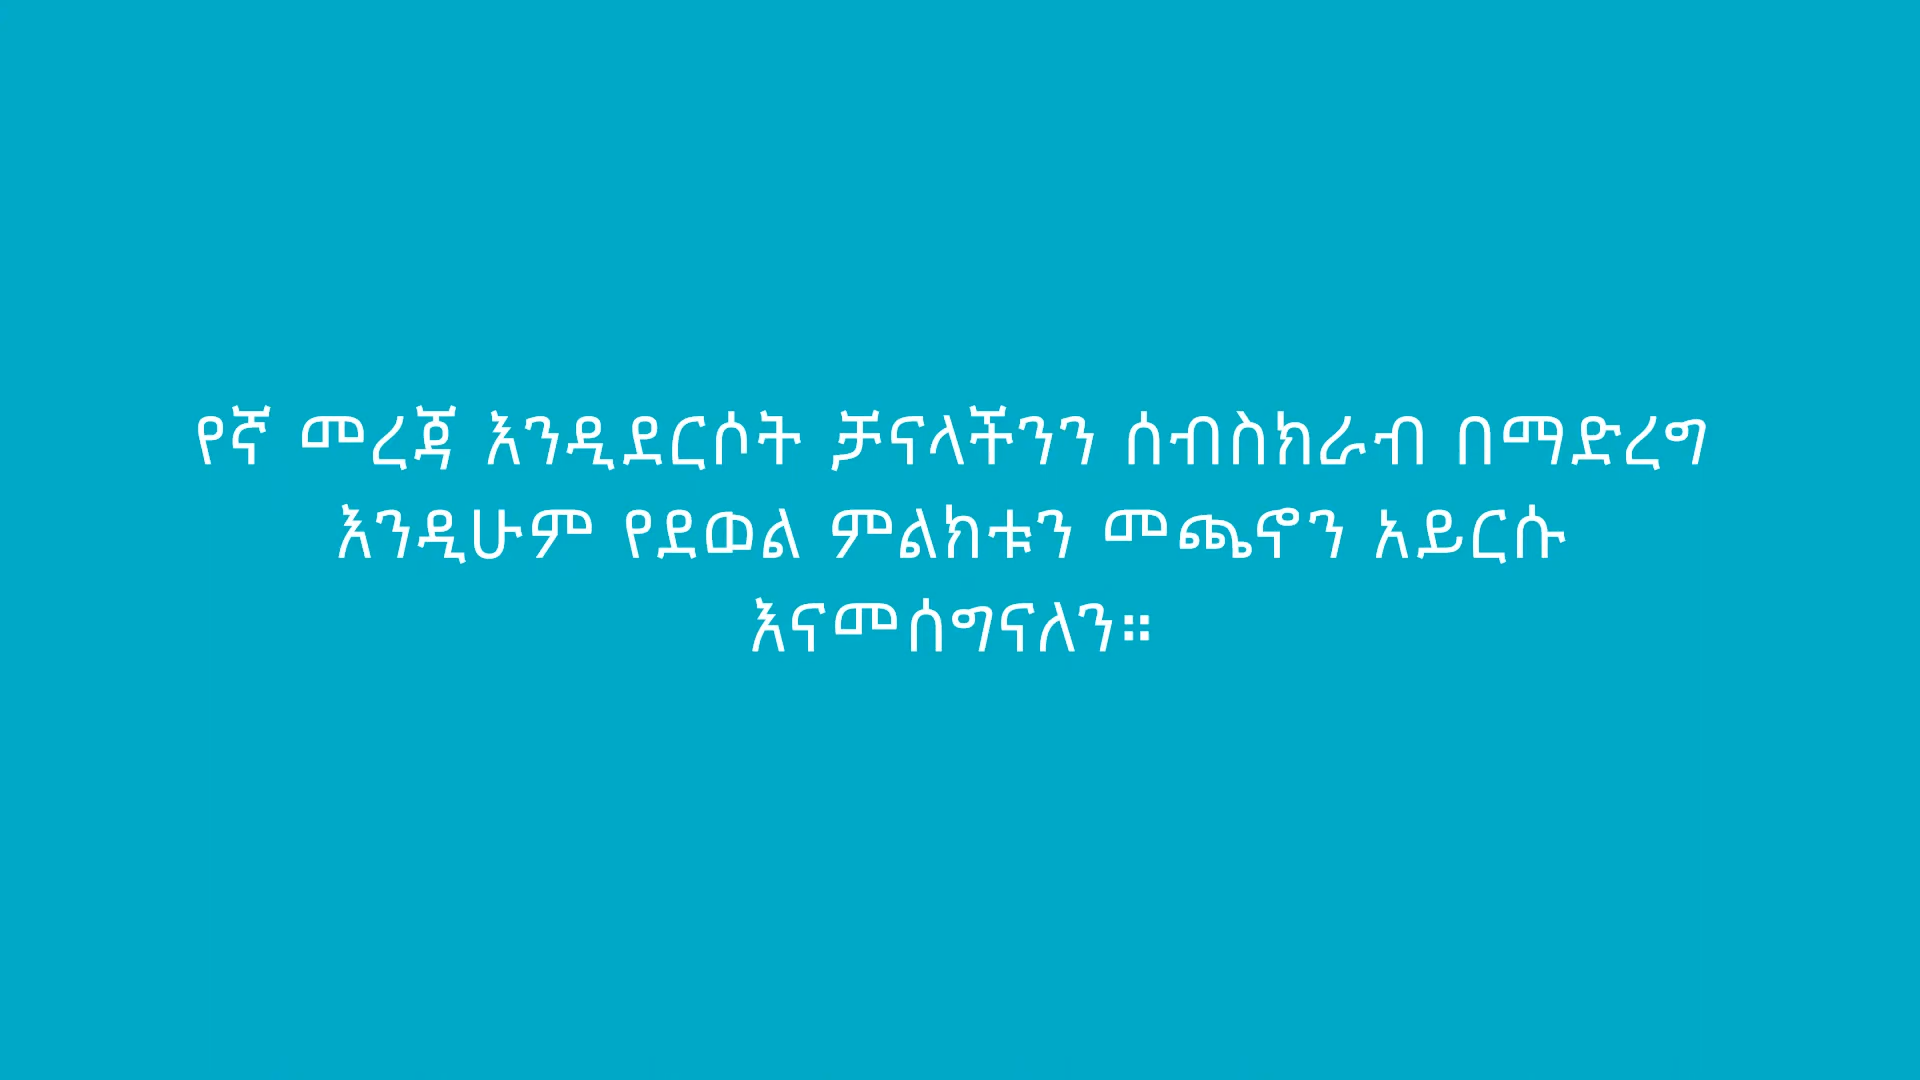 የኛ መረጃ እንዲደርሶት ቻናላችንን ሰብስክራብ በማድረግ
እንዲሁም የደወል ምልክቱን መጫኖን አይርሱ
እናመሰግናለን።